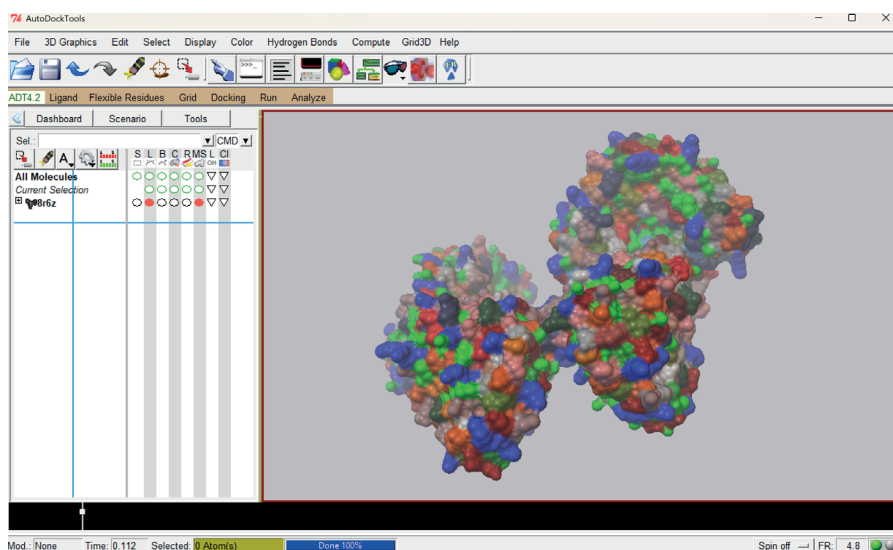 AutoDockTools
File 3D Graphics Edit Select Display Color Hydrogen Bonds Compute Grid3D Help
ADT4.2 Ligand Flexible Residues Grid Docking Run Analyze
Dashboard Scenario Tools
Sel.: CMD
A S L B C R MS L Cl
All Molecules
Current Selection
8r6z
Mod.: None Time: 0.112 Selected: 0 Atom(s) Done 100% Spin off FR: 4.8